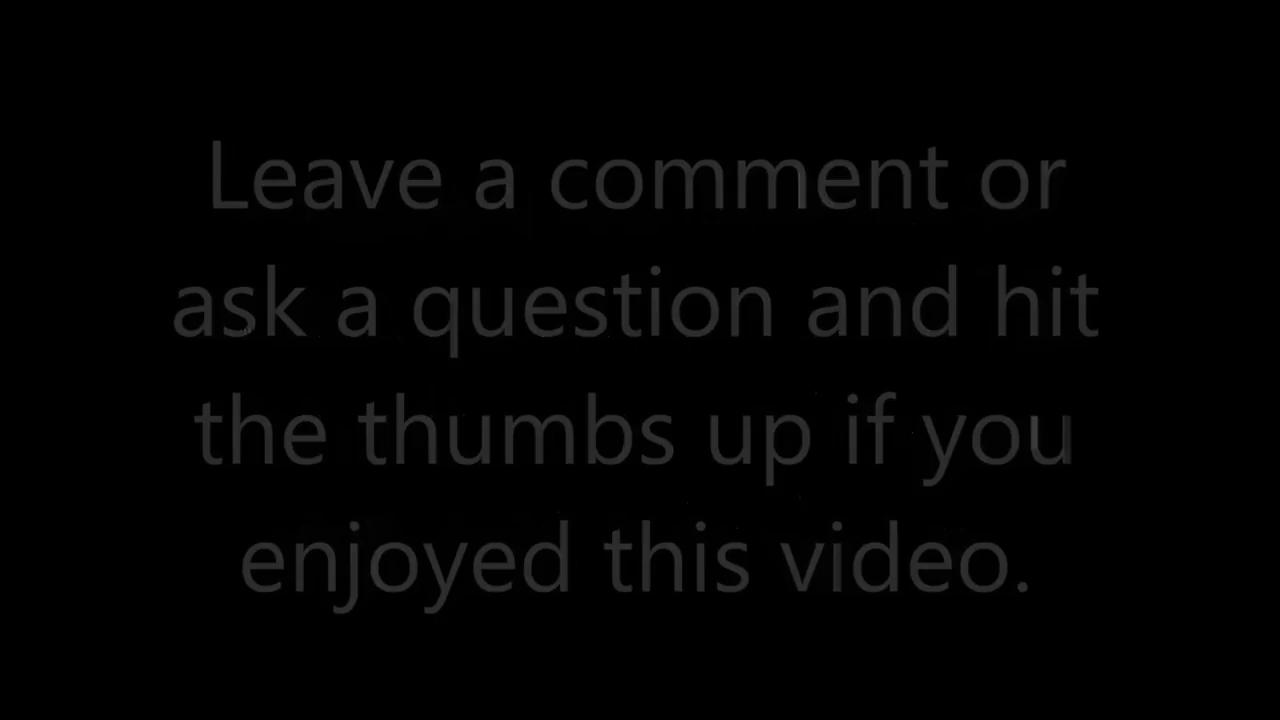 Leave a comment or
ask a question and hit
the thumbs up if you
enjoyed this video.